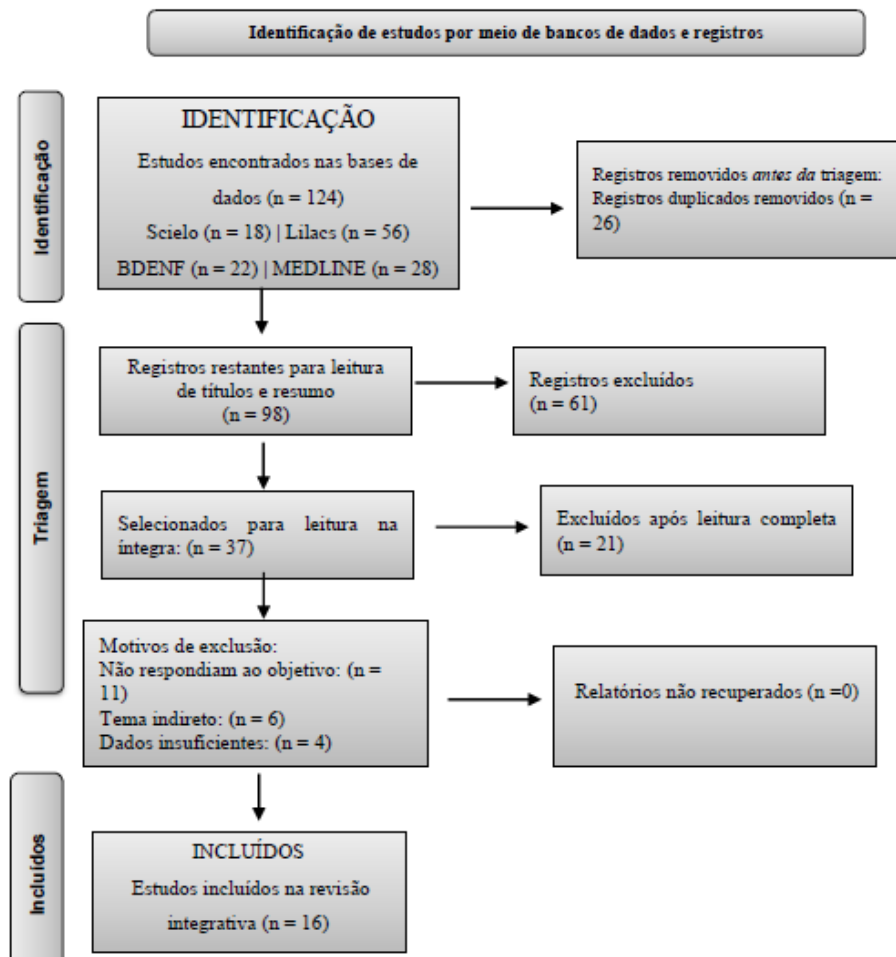 Identificação de estudos por meio de bancos de dados e registros
Identificação
IDENTIFICAÇÃO
Estudos encontrados nas bases de
dados (n = 124)
Scielo (n = 18) | Lilacs (n = 56)
BDENF (n = 22) | MEDLINE (n = 28)
Registros removidos antes da triagem:
Registros duplicados removidos (n =
26)
Triagem
Registros restantes para leitura
de títulos e resumo
(n = 98)
Registros excluídos
(n = 61)
Selecionados para leitura na
íntegra: (n = 37)
Excluídos após leitura completa
(n = 21)
Motivos de exclusão:
Não respondiam ao objetivo: (n =
11)
Tema indireto: (n = 6)
Dados insuficientes: (n = 4)
Relatórios não recuperados (n =0)
Incluídos
INCLUÍDOS
Estudos incluídos na revisão
integrativa (n = 16)